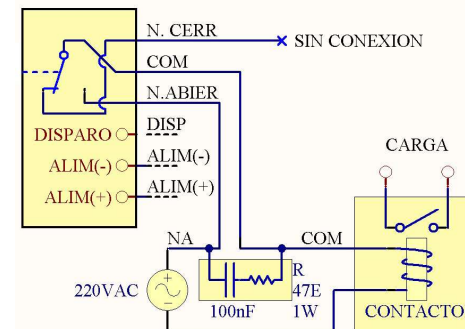 N. CERR
SIN CONEXION
COM
N.ABIER
DISPARO
DISP
ALIM(-)
ALIM(-)
ALIM(+)
ALIM(+)
CARGA
NA
COM
220VAC
R
47E
100nF
1W
CONTACTO